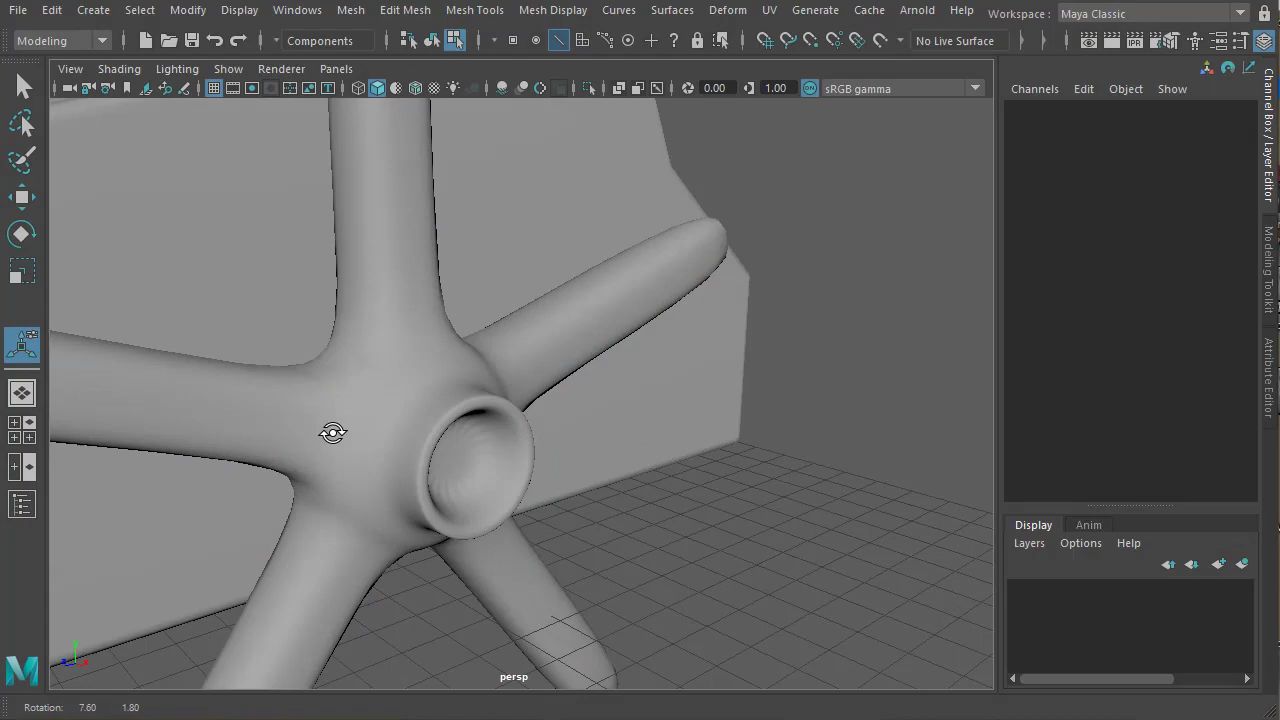 File Edit Create Select Modify Display Windows Mesh Edit Mesh Mesh Tools Mesh Display Curves Surfaces Deform UV Generate Cache Arnold Help Workspace : Maya Classic
Modeling Components No Live Surface
View Shading Lighting Show Renderer Panels
0.00 1.00 ON sRGB gamma
Channels Edit Object Show
Channel Box / Layer Editor
Modeling Toolkit
Attribute Editor
Display Anim
Layers Options Help
persp
Rotation: 7.60 1.80